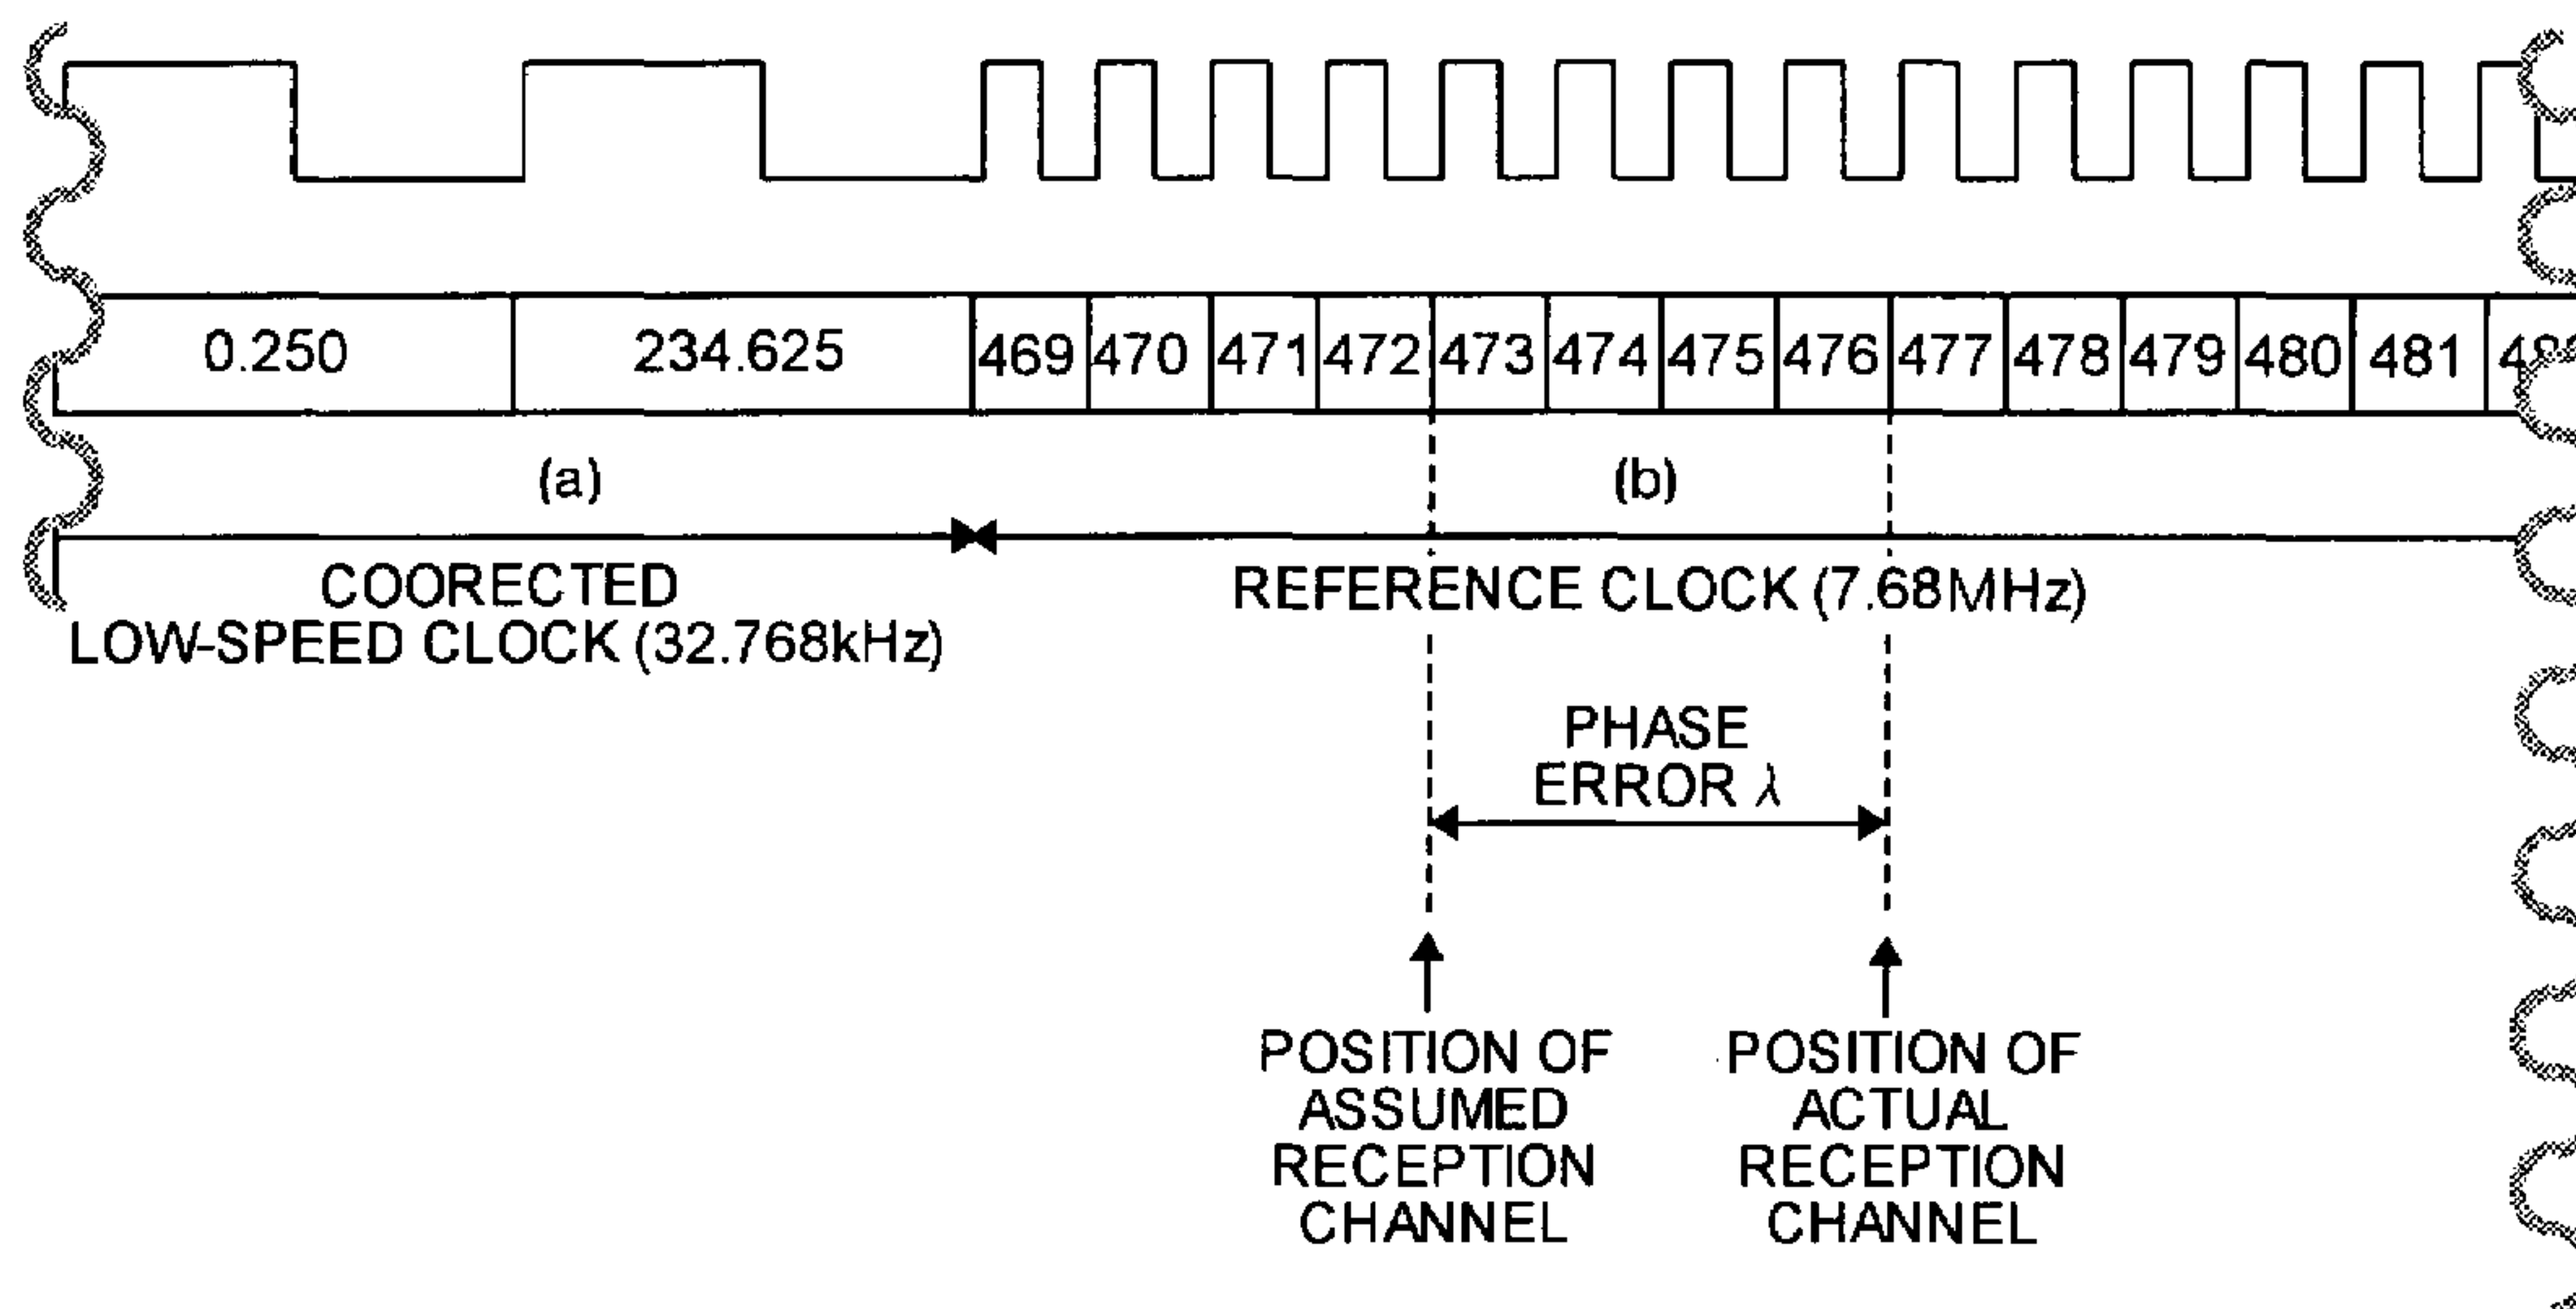 0.250 234.625 469 470 471 472 473 474 475 476 477 478 479 480 481
(a) (b)
COORECTED
LOW-SPEED CLOCK (32.768kHz)
REFERENCE CLOCK (7.68MHz)
PHASE
ERROR λ
POSITION OF
ASSUMED
RECEPTION
CHANNEL
POSITION OF
ACTUAL
RECEPTION
CHANNEL